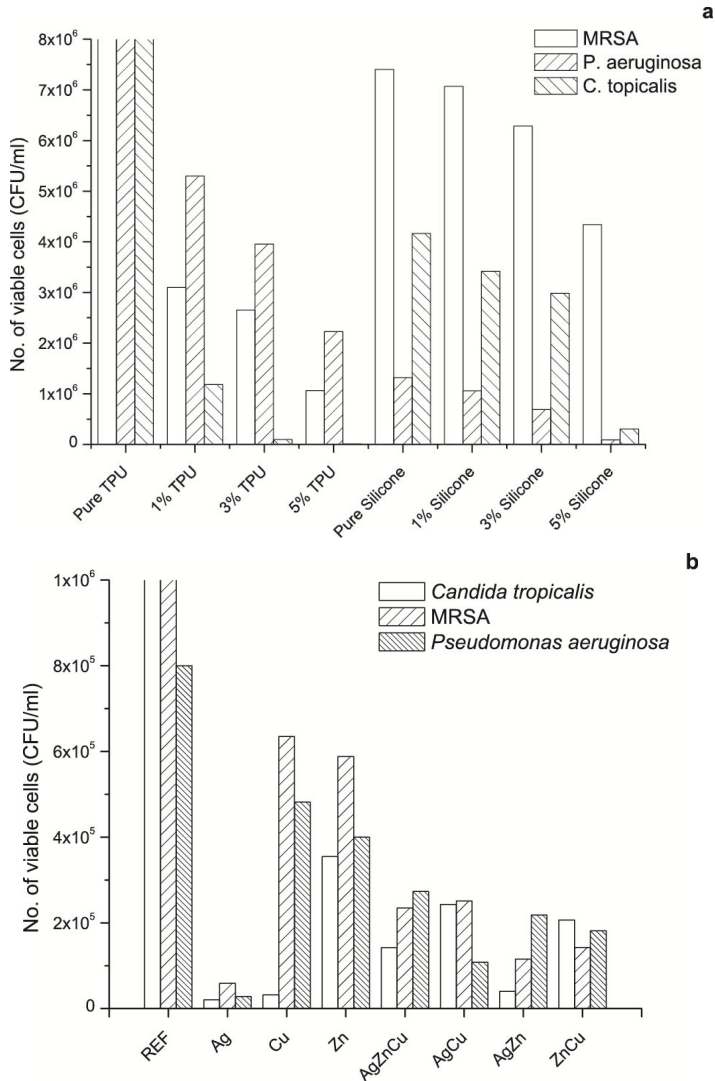 a
MRSA
P. aeruginosa
C. topicalis
No. of viable cells (CFU/ml)
8x10⁶
7x10⁶
6x10⁶
5x10⁶
4x10⁶
3x10⁶
2x10⁶
1x10⁶
0
Pure TPU
1% TPU
3% TPU
5% TPU
Pure Silicone
1% Silicone
3% Silicone
5% Silicone
b
Candida tropicalis
MRSA
Pseudomonas aeruginosa
No. of viable cells (CFU/ml)
1x10⁶
8x10⁵
6x10⁵
4x10⁵
2x10⁵
0
REF
Ag
Cu
Zn
AgZnCu
AgCu
AgZn
ZnCu